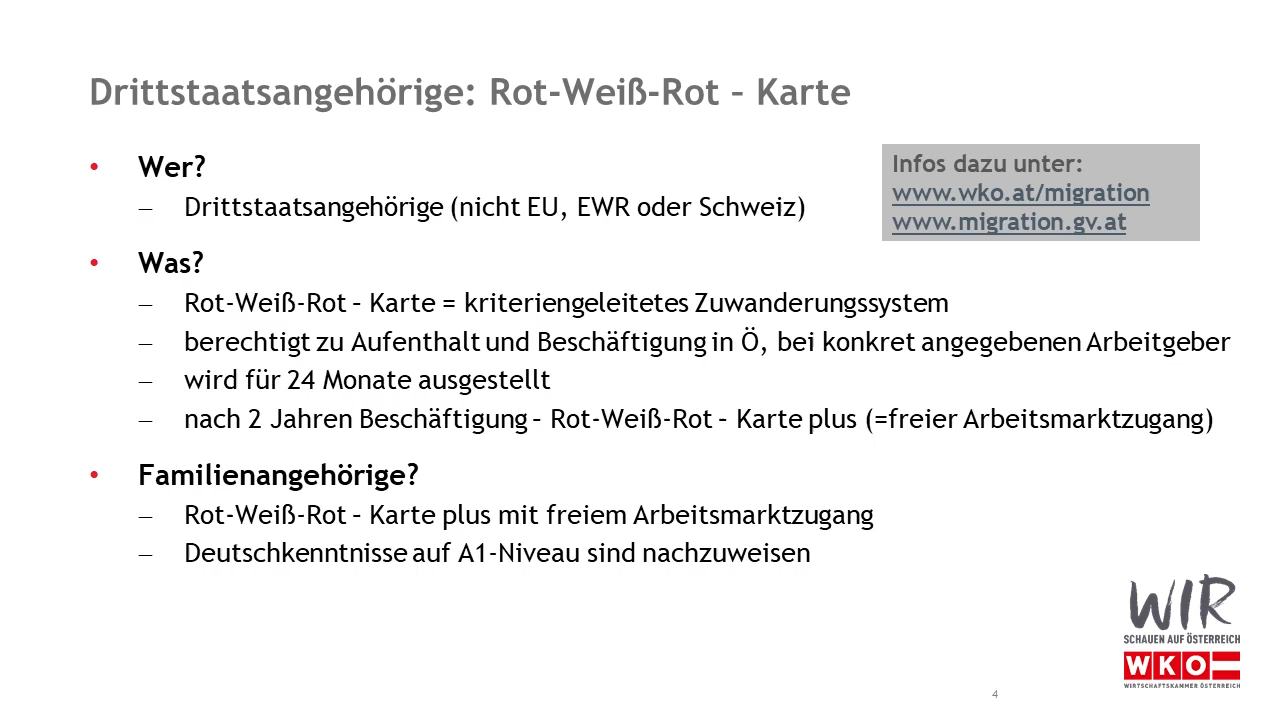 Drittstaatsangehörige: Rot-Weiß-Rot – Karte
• Wer?
– Drittstaatsangehörige (nicht EU, EWR oder Schweiz)
Infos dazu unter:
www.wko.at/migration
www.migration.gv.at
• Was?
– Rot-Weiß-Rot – Karte = kriteriengeleitetes Zuwanderungssystem
– berechtigt zu Aufenthalt und Beschäftigung in Ö, bei konkret angegebenen Arbeitgeber
– wird für 24 Monate ausgestellt
– nach 2 Jahren Beschäftigung – Rot-Weiß-Rot – Karte plus (=freier Arbeitsmarktzugang)
• Familienangehörige?
– Rot-Weiß-Rot – Karte plus mit freiem Arbeitsmarktzugang
– Deutschkenntnisse auf A1-Niveau sind nachzuweisen
WIR
SCHAUEN AUF ÖSTERREICH
WKO
WIRTSCHAFTSKAMMER ÖSTERREICH
4